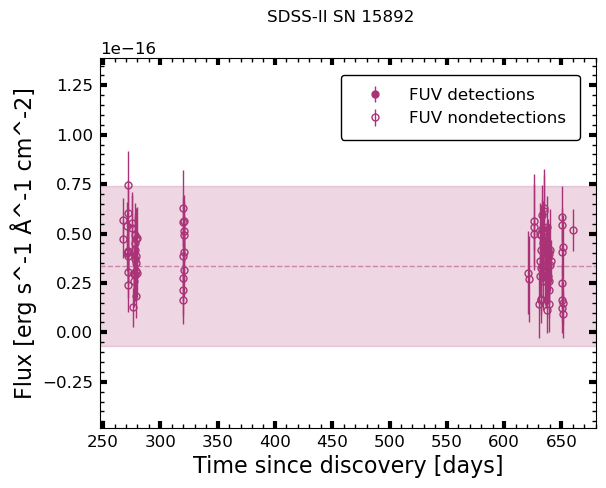 SDSS-II SN 15892
1e−16
FUV detections
FUV nondetections
1.25
1.00
0.75
0.50
0.25
0.00
−0.25
Flux [erg s^-1 Å^-1 cm^-2]
250 300 350 400 450 500 550 600 650
Time since discovery [days]